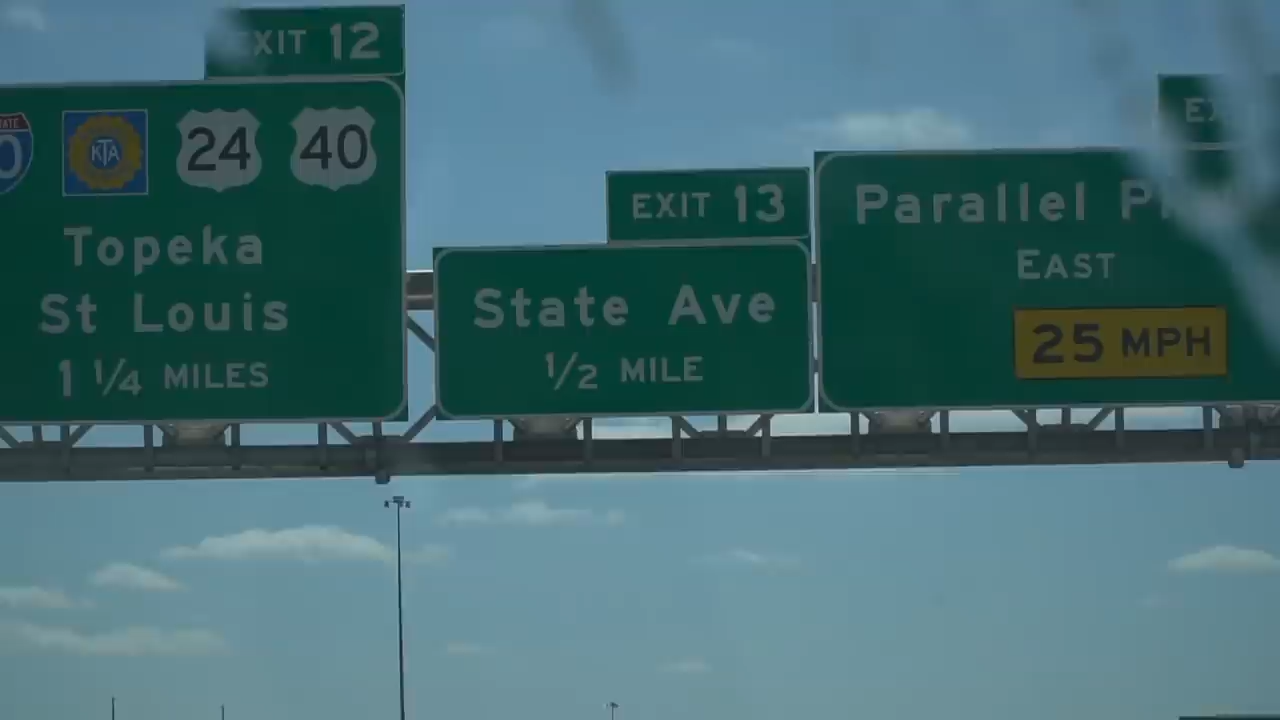 EXIT 12
KTA 24 40
Topeka
St Louis
1 1/4 MILES
EXIT 13
State Ave
1/2 MILE
Parallel
EAST
25 MPH